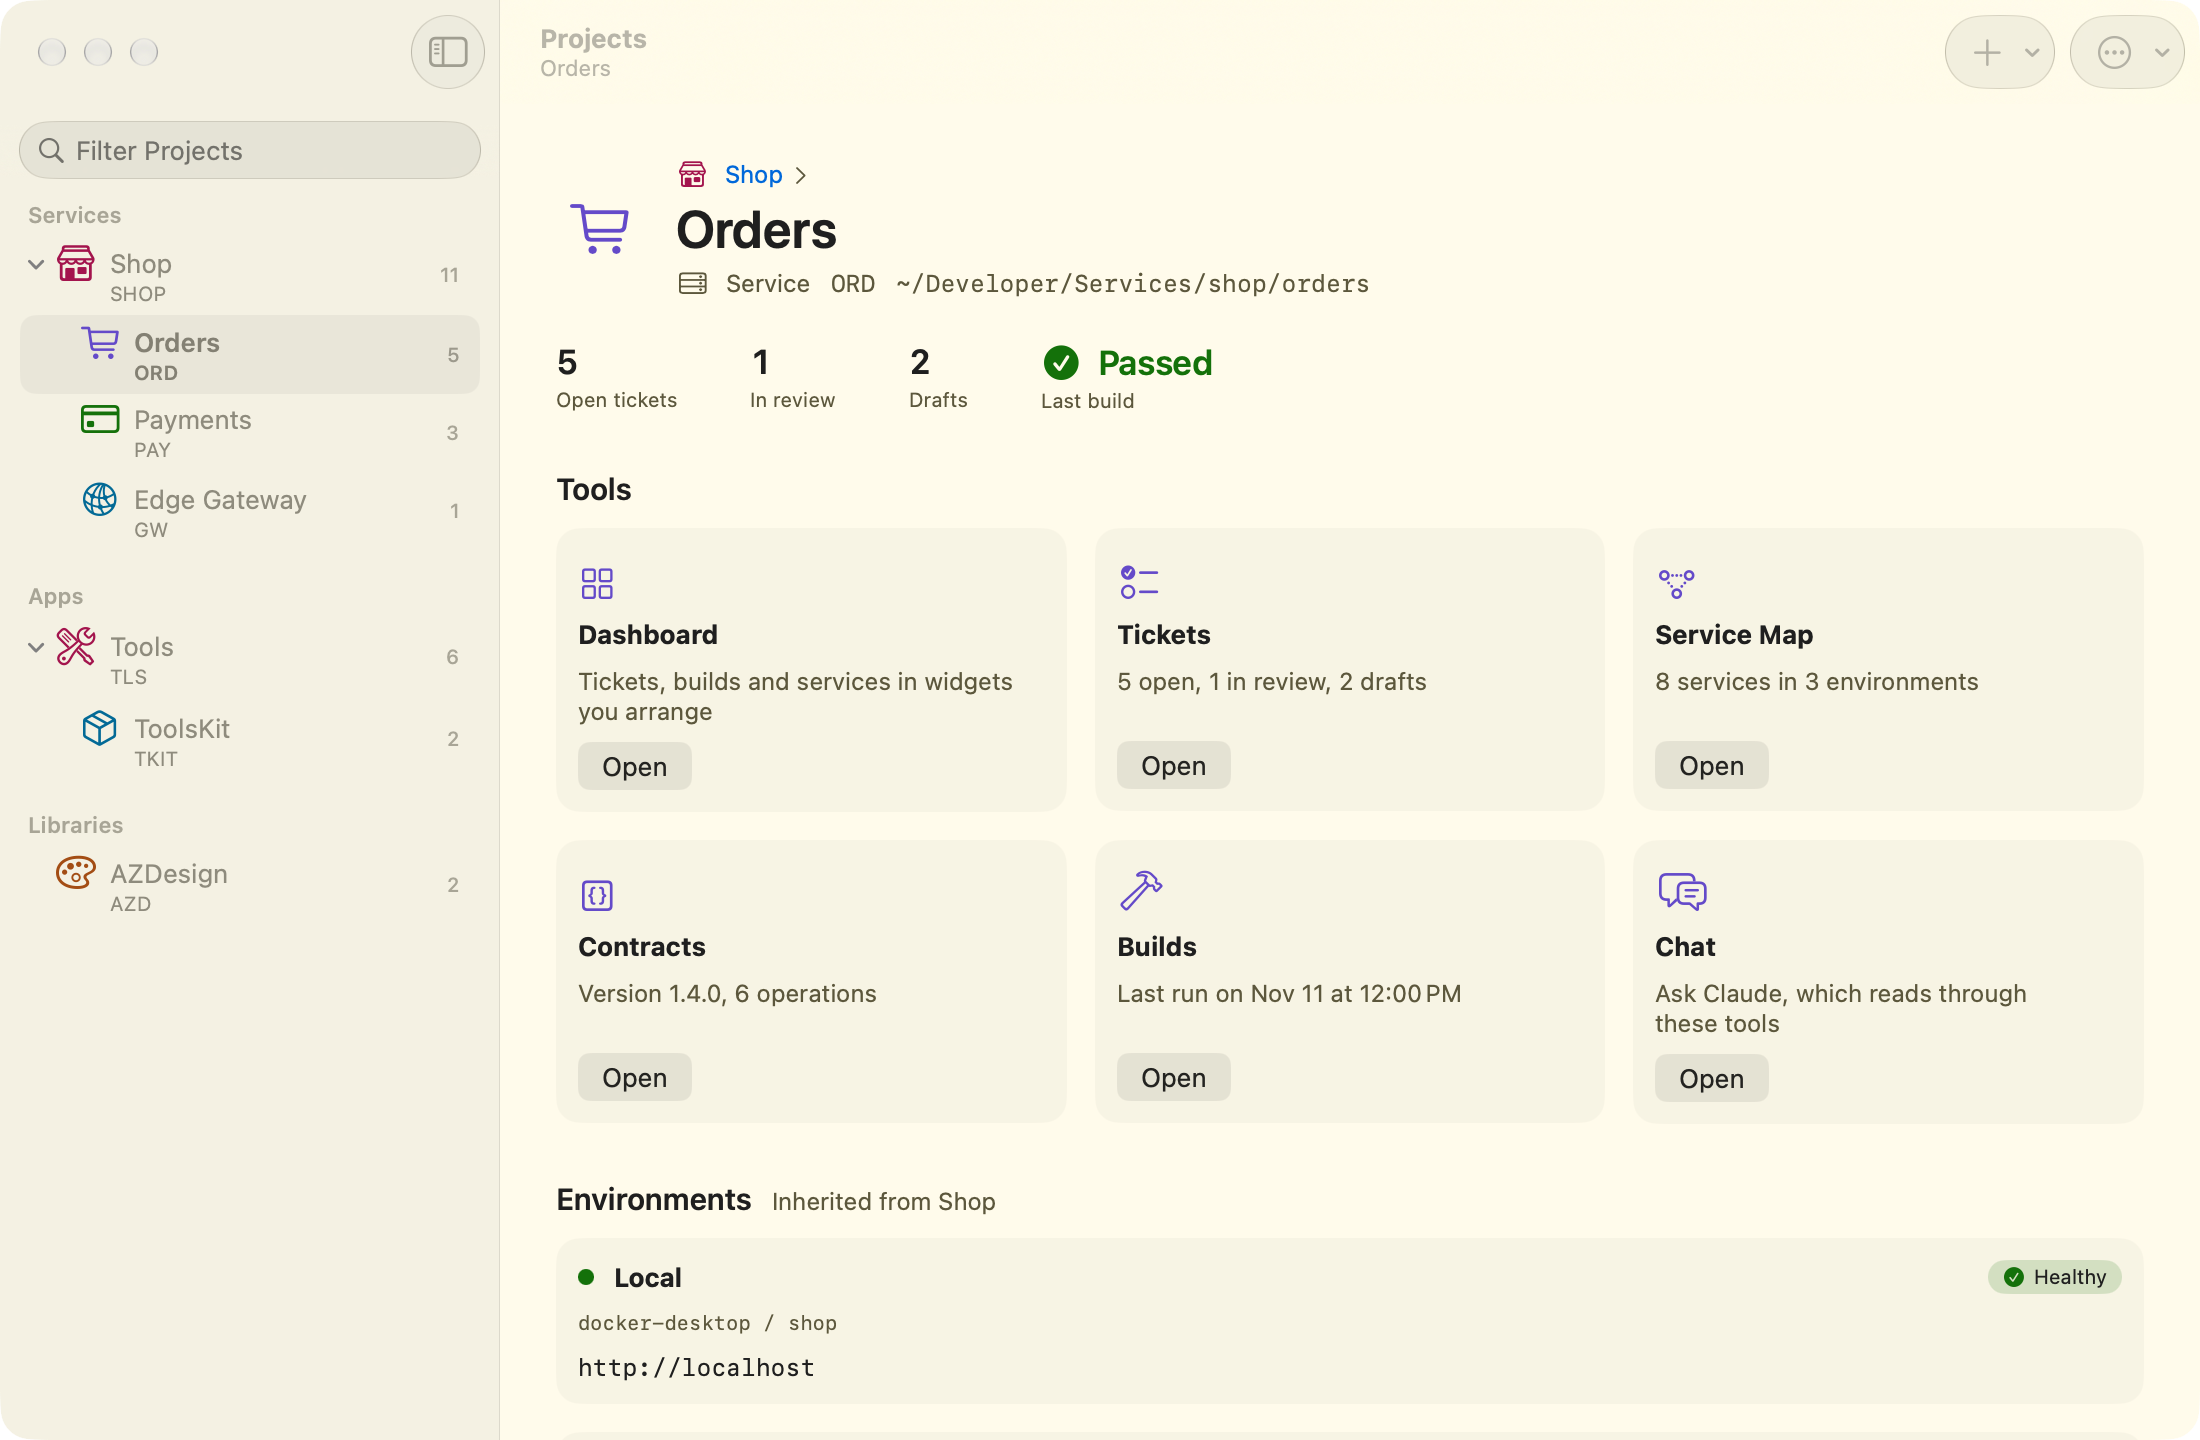 Projects
Orders
Filter Projects
Services
Shop
SHOP
11
Orders
ORD
5
Payments
PAY
3
Edge Gateway
GW
1
Apps
Tools
TLS
6
ToolsKit
TKIT
2
Libraries
AZDesign
AZD
2
Shop
Orders
Service ORD ~/Developer/Services/shop/orders
5
Open tickets
1
In review
2
Drafts
Passed
Last build
Tools
Dashboard
Tickets, builds and services in widgets
you arrange
Open
Tickets
5 open, 1 in review, 2 drafts
Open
Service Map
8 services in 3 environments
Open
Contracts
Version 1.4.0, 6 operations
Open
Builds
Last run on Nov 11 at 12:00 PM
Open
Chat
Ask Claude, which reads through
these tools
Open
Environments Inherited from Shop
Local
Healthy
docker-desktop / shop
http://localhost